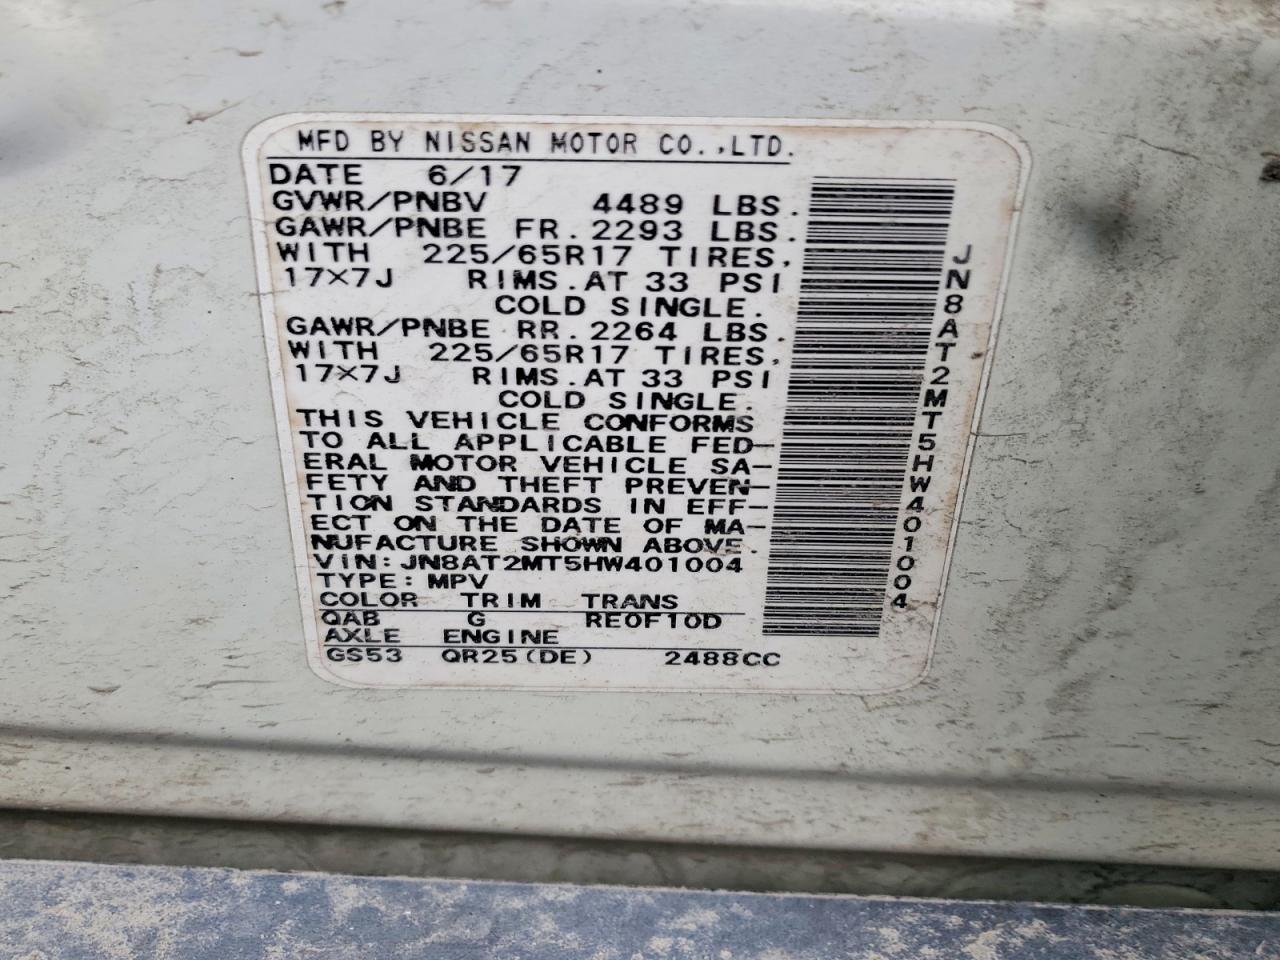 MFD BY NISSAN MOTOR CO.,LTD.
DATE 6/17
GVWR/PNBV 4489 LBS.
GAWR/PNBE FR.2293 LBS.
WITH 225/65R17 TIRES,
17×7J RIMS.AT 33 PSI
COLD SINGLE.
GAWR/PNBE RR.2264 LBS.
WITH 225/65R17 TIRES,
17×7J RIMS.AT 33 PSI
COLD SINGLE.
THIS VEHICLE CONFORMS
TO ALL APPLICABLE FED-
ERAL MOTOR VEHICLE SA-
FETY AND THEFT PREVEN-
TION STANDARDS IN EFF-
ECT ON THE DATE OF MA-
NUFACTURE SHOWN ABOVE.
VIN:JN8AT2MT5HW401004
TYPE:MPV
COLOR TRIM TRANS
QAB G RE0F10D
AXLE ENGINE
GS53 QR25(DE) 2488CC
JN8AT2MT5HW401004